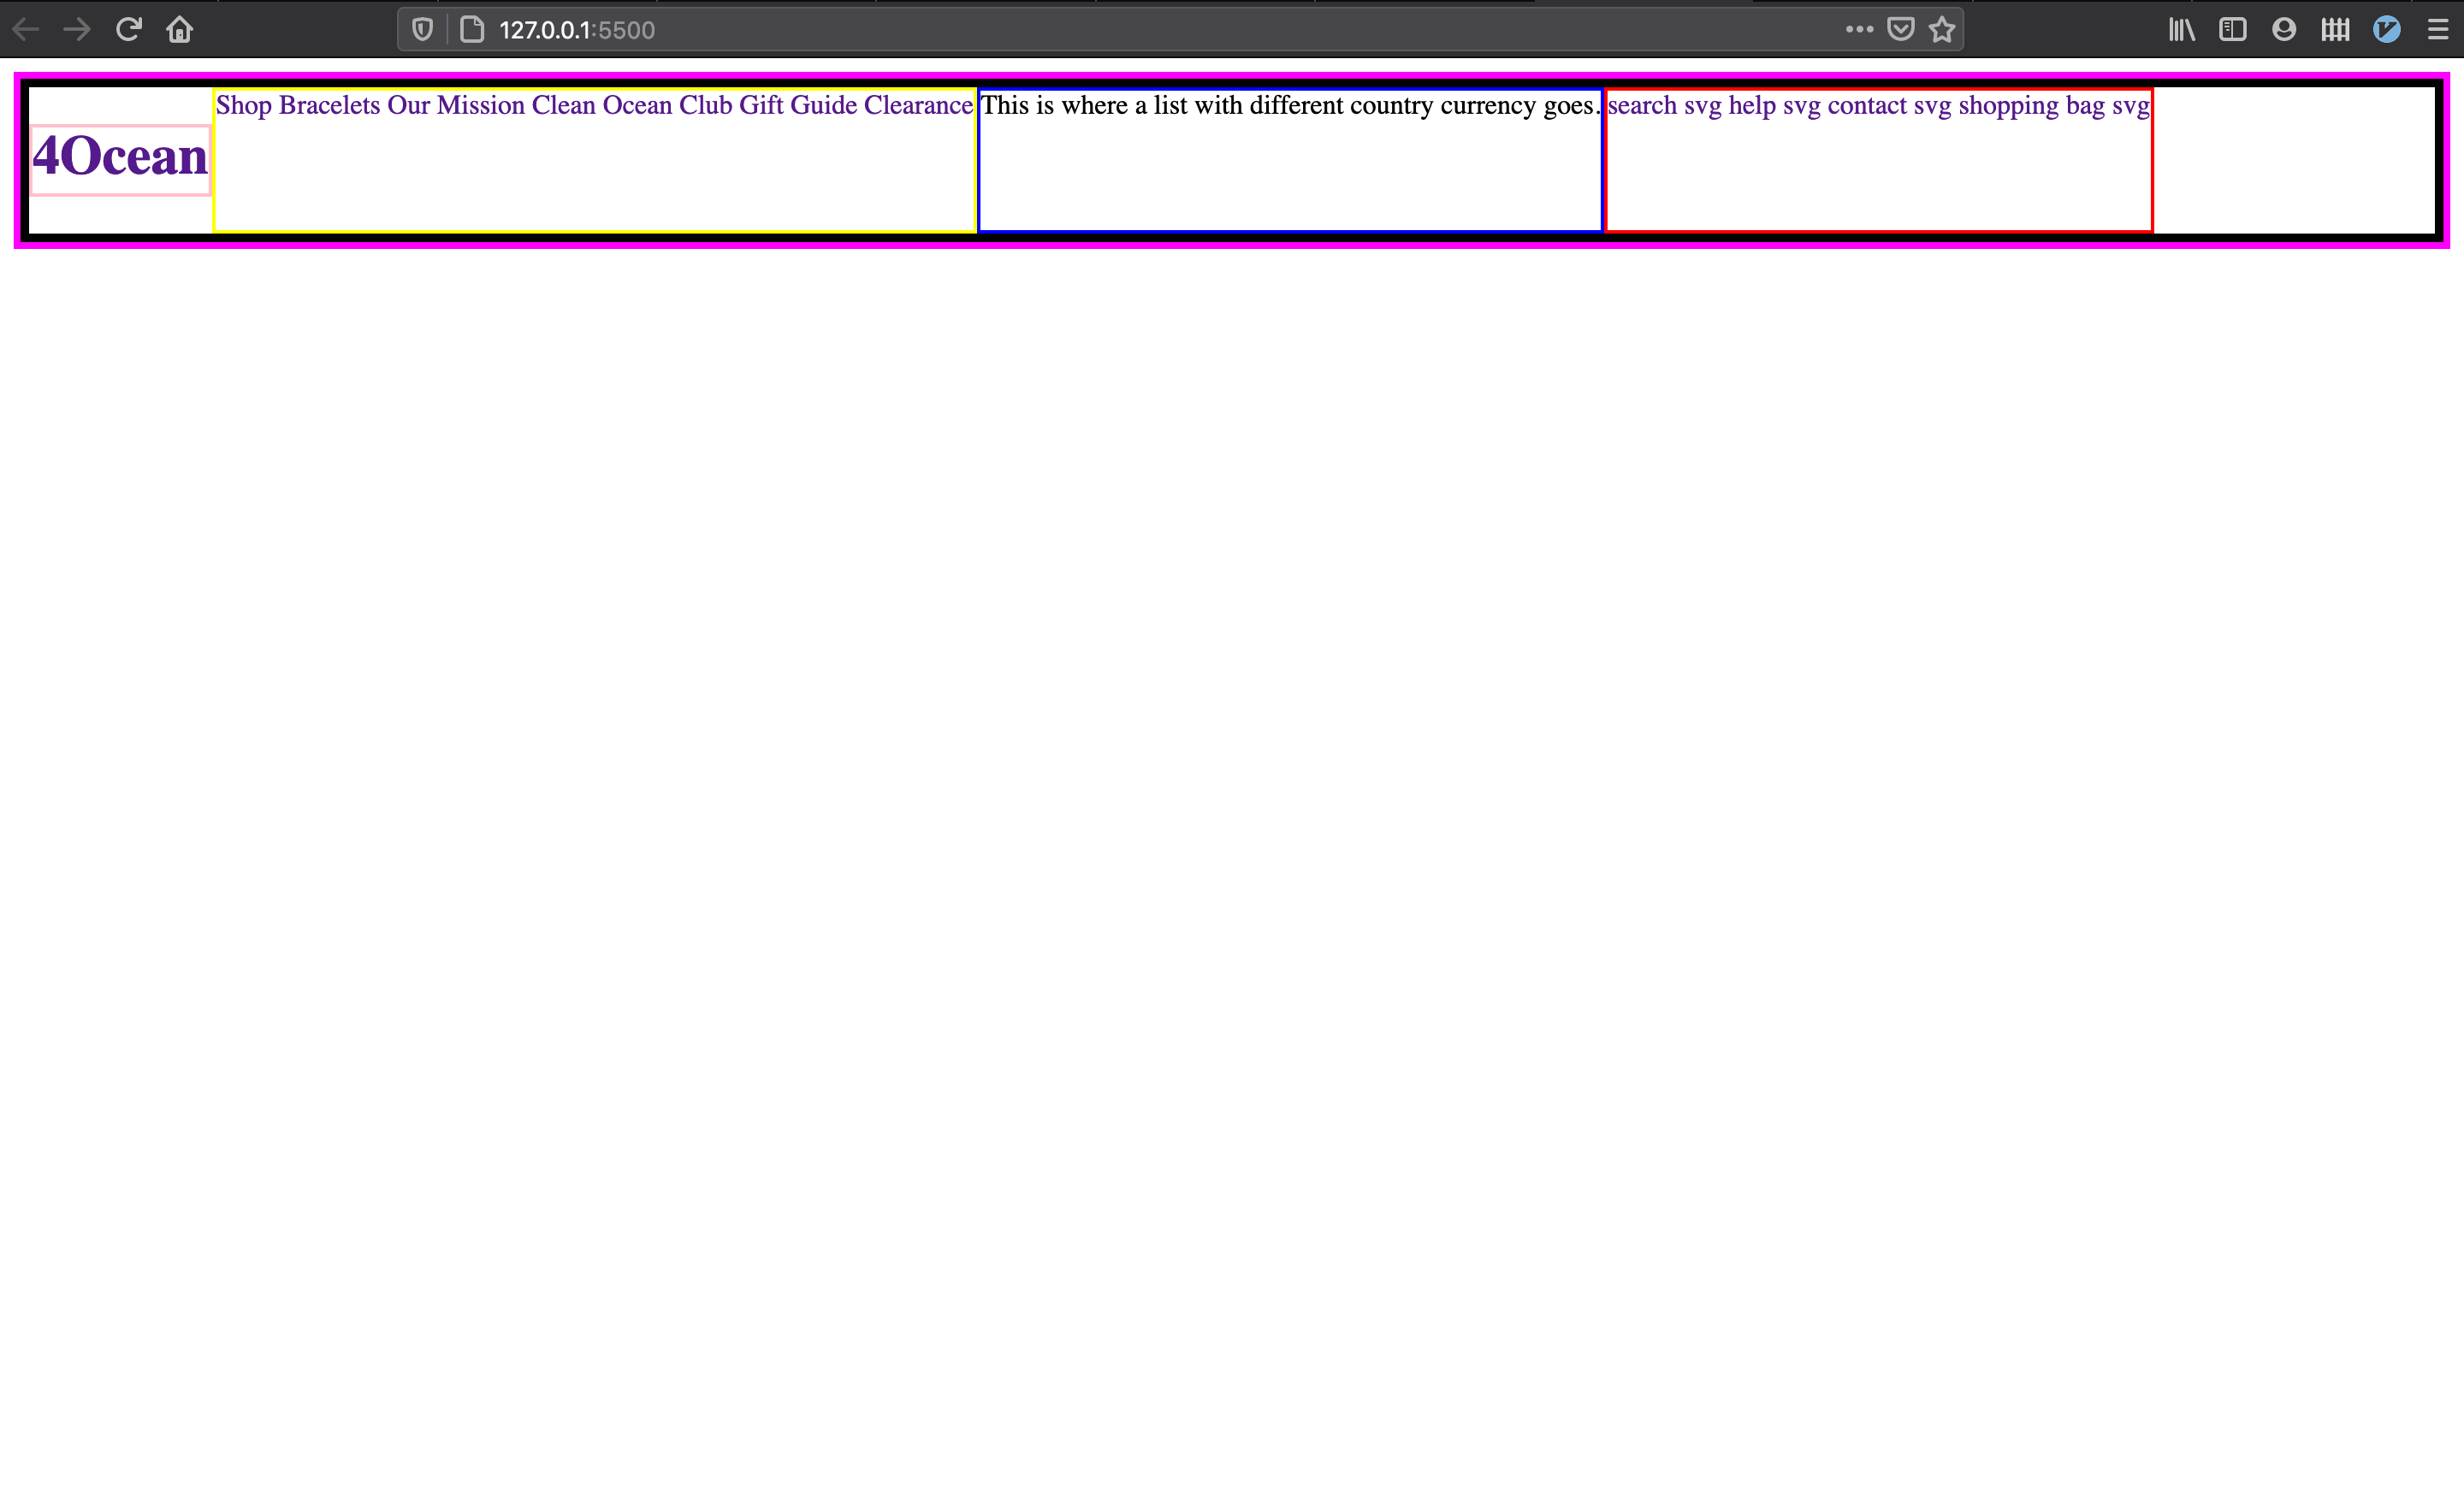 127.0.0.1:5500
Shop Bracelets Our Mission Clean Ocean Club Gift Guide Clearance
This is where a list with different country currency goes.
search svg help svg contact svg shopping bag svg
4Ocean